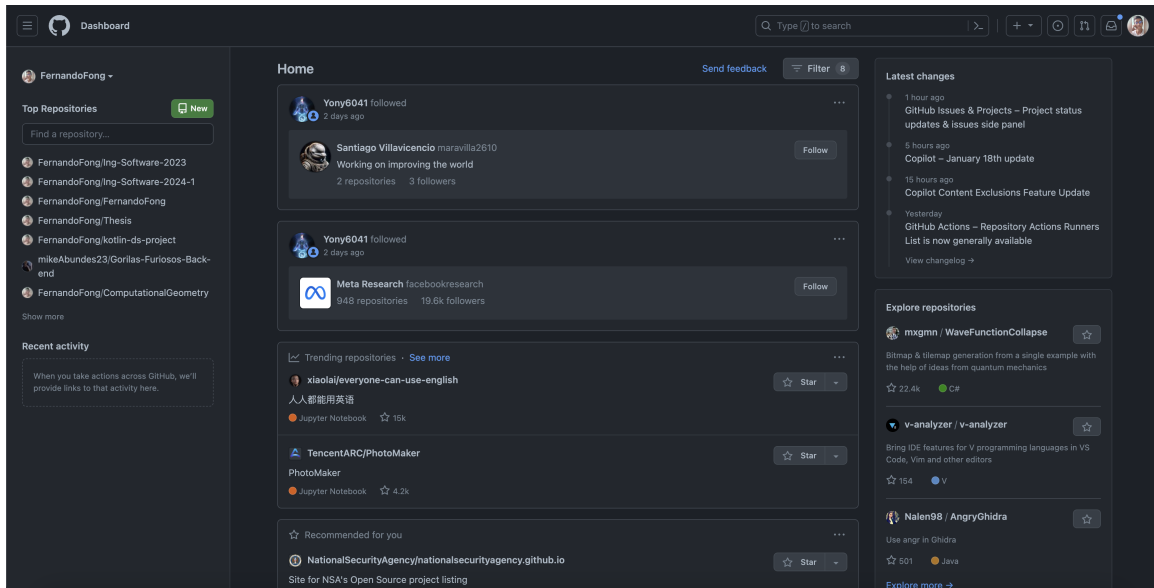 Dashboard
Type / to search
FernandoFong
Top Repositories
New
Find a repository...
FernandoFong/Ing-Software-2023
FernandoFong/Ing-Software-2024-1
FernandoFong/FernandoFong
FernandoFong/Thesis
FernandoFong/kotlin-ds-project
mikeAbundes23/Gorilas-Furiosos-Back-
end
FernandoFong/ComputationalGeometry
Show more
Recent activity
When you take actions across GitHub, we'll
provide links to that activity here.
Home
Send feedback
Filter 8
Yony6041 followed
2 days ago
Santiago Villavicencio maravilla2610
Follow
Working on improving the world
2 repositories 3 followers
Yony6041 followed
2 days ago
Meta Research facebookresearch
Follow
948 repositories 19.6k followers
Trending repositories · See more
xiaolai/everyone-can-use-english
Star
人人都能用英语
Jupyter Notebook 15k
TencentARC/PhotoMaker
Star
PhotoMaker
Jupyter Notebook 4.2k
Recommended for you
NationalSecurityAgency/nationalsecurityagency.github.io
Star
Site for NSA's Open Source project listing
Latest changes
1 hour ago
GitHub Issues & Projects – Project status
updates & issues side panel
5 hours ago
Copilot – January 18th update
15 hours ago
Copilot Content Exclusions Feature Update
Yesterday
GitHub Actions – Repository Actions Runners
List is now generally available
View changelog →
Explore repositories
mxgmn / WaveFunctionCollapse
Bitmap & tilemap generation from a single example with
the help of ideas from quantum mechanics
22.4k C#
v-analyzer / v-analyzer
Bring IDE features for V programming languages in VS
Code, Vim and other editors
154 V
Nalen98 / AngryGhidra
Use angr in Ghidra
501 Java
Explore more →